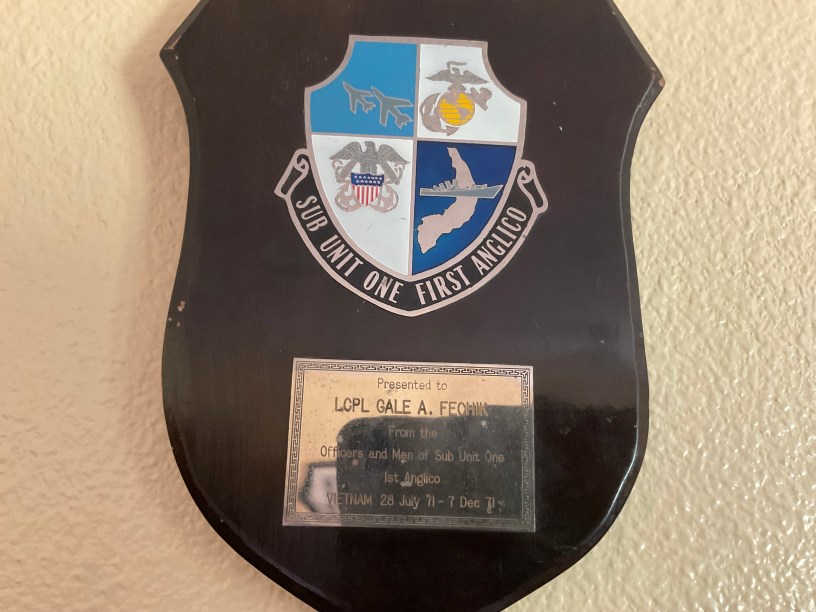 SUB UNIT ONE FIRST ANGLICO
Presented to
LCPL GALE A. FECHIK
From the
Officers and Men of Sub Unit One
1st Anglico
VIETNAM 28 July 71 - 7 Dec 71